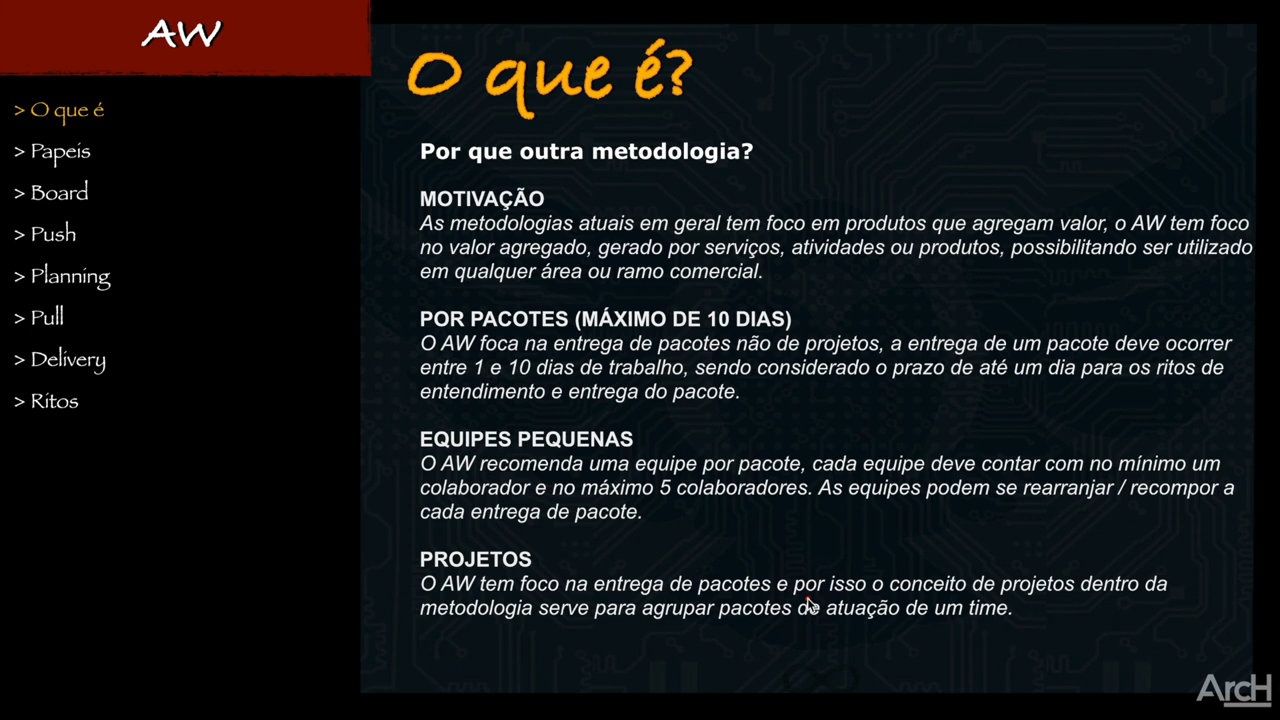 AW
> O que é
> Papeis
> Board
> Push
> Planning
> Pull
> Delivery
> Ritos
O que é?
Por que outra metodologia?
MOTIVAÇÃO
As metodologias atuais em geral tem foco em produtos que agregam valor, o AW tem foco
no valor agregado, gerado por serviços, atividades ou produtos, possibilitando ser utilizado
em qualquer área ou ramo comercial.
POR PACOTES (MÁXIMO DE 10 DIAS)
O AW foca na entrega de pacotes não de projetos, a entrega de um pacote deve ocorrer
entre 1 e 10 dias de trabalho, sendo considerado o prazo de até um dia para os ritos de
entendimento e entrega do pacote.
EQUIPES PEQUENAS
O AW recomenda uma equipe por pacote, cada equipe deve contar com no mínimo um
colaborador e no máximo 5 colaboradores. As equipes podem se rearranjar / recompor a
cada entrega de pacote.
PROJETOS
O AW tem foco na entrega de pacotes e por isso o conceito de projetos dentro da
metodologia serve para agrupar pacotes de atuação de um time.
ArcH